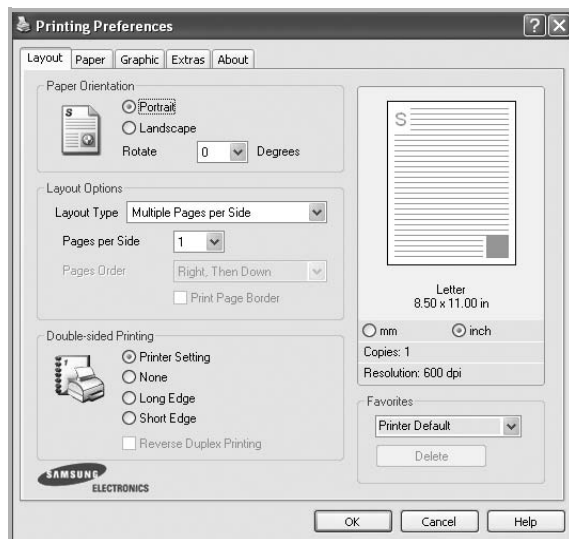 Printing Preferences
Layout Paper Graphic Extras About
Paper Orientation
S
Portrait
Landscape
Rotate 0 Degrees
Layout Options
Layout Type Multiple Pages per Side
Pages per Side 1
Pages Order Right, Then Down
Print Page Border
Double-sided Printing
Printer Setting
None
Long Edge
Short Edge
Reverse Duplex Printing
SAMSUNG
ELECTRONICS
S
Letter
8.50 x 11.00 in
mm inch
Copies: 1
Resolution: 600 dpi
Favorites
Printer Default
Delete
OK Cancel Help